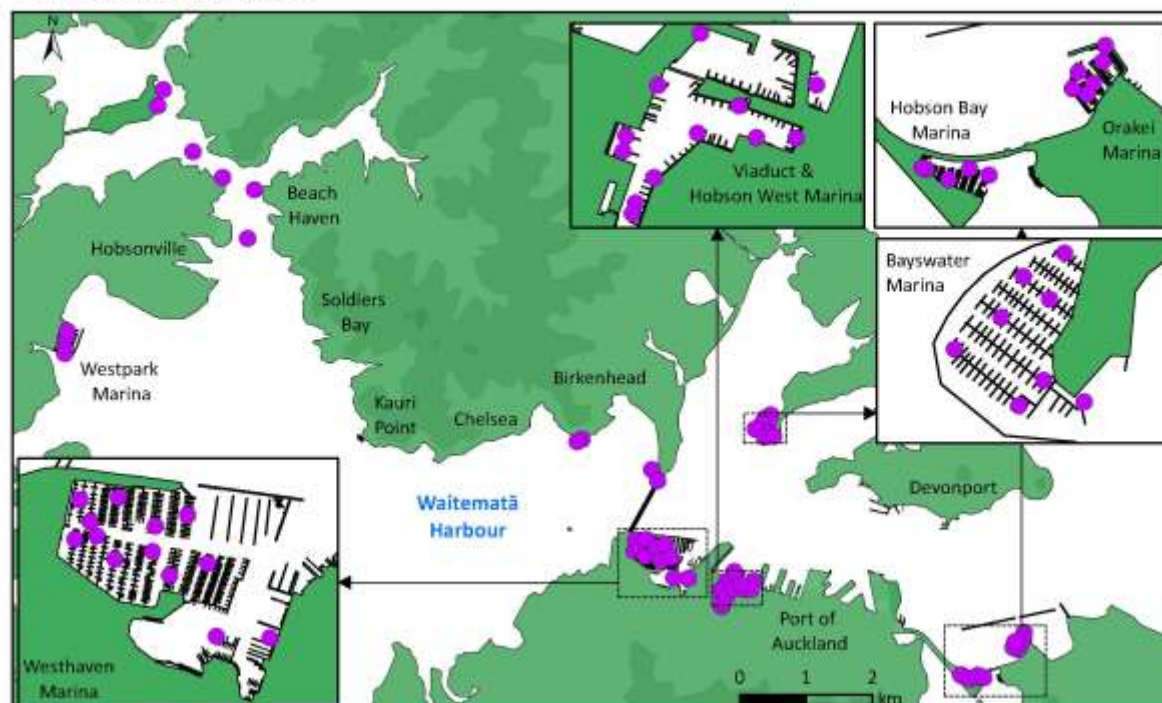 N
Viaduct &
Hobson West Marina
Hobson Bay
Marina
Orakei
Marina
Beach
Haven
Hobsonville
Bayswater
Marina
Soldiers
Bay
Westpark
Marina
Birkenhead
Kauri
Point
Chelsea
Devonport
Waitematā
Harbour
Port of
Auckland
Westhaven
Marina
0 1 2
km